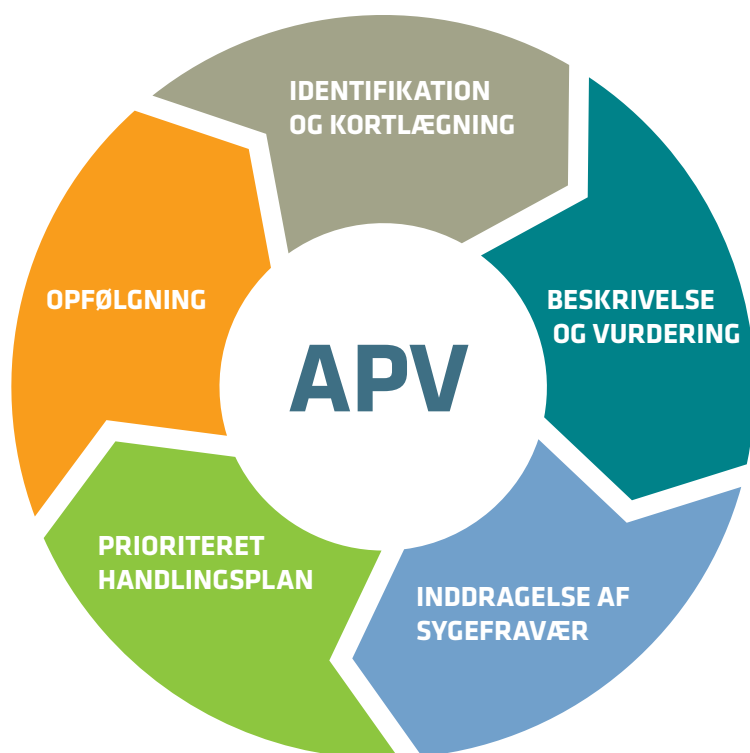 IDENTIFIKATION
OG KORTLÆGNING
BESKRIVELSE
OG VURDERING
INDDRAGELSE AF
SYGEFRAVÆR
PRIORITERET
HANDLINGSPLAN
OPFØLGNING
APV